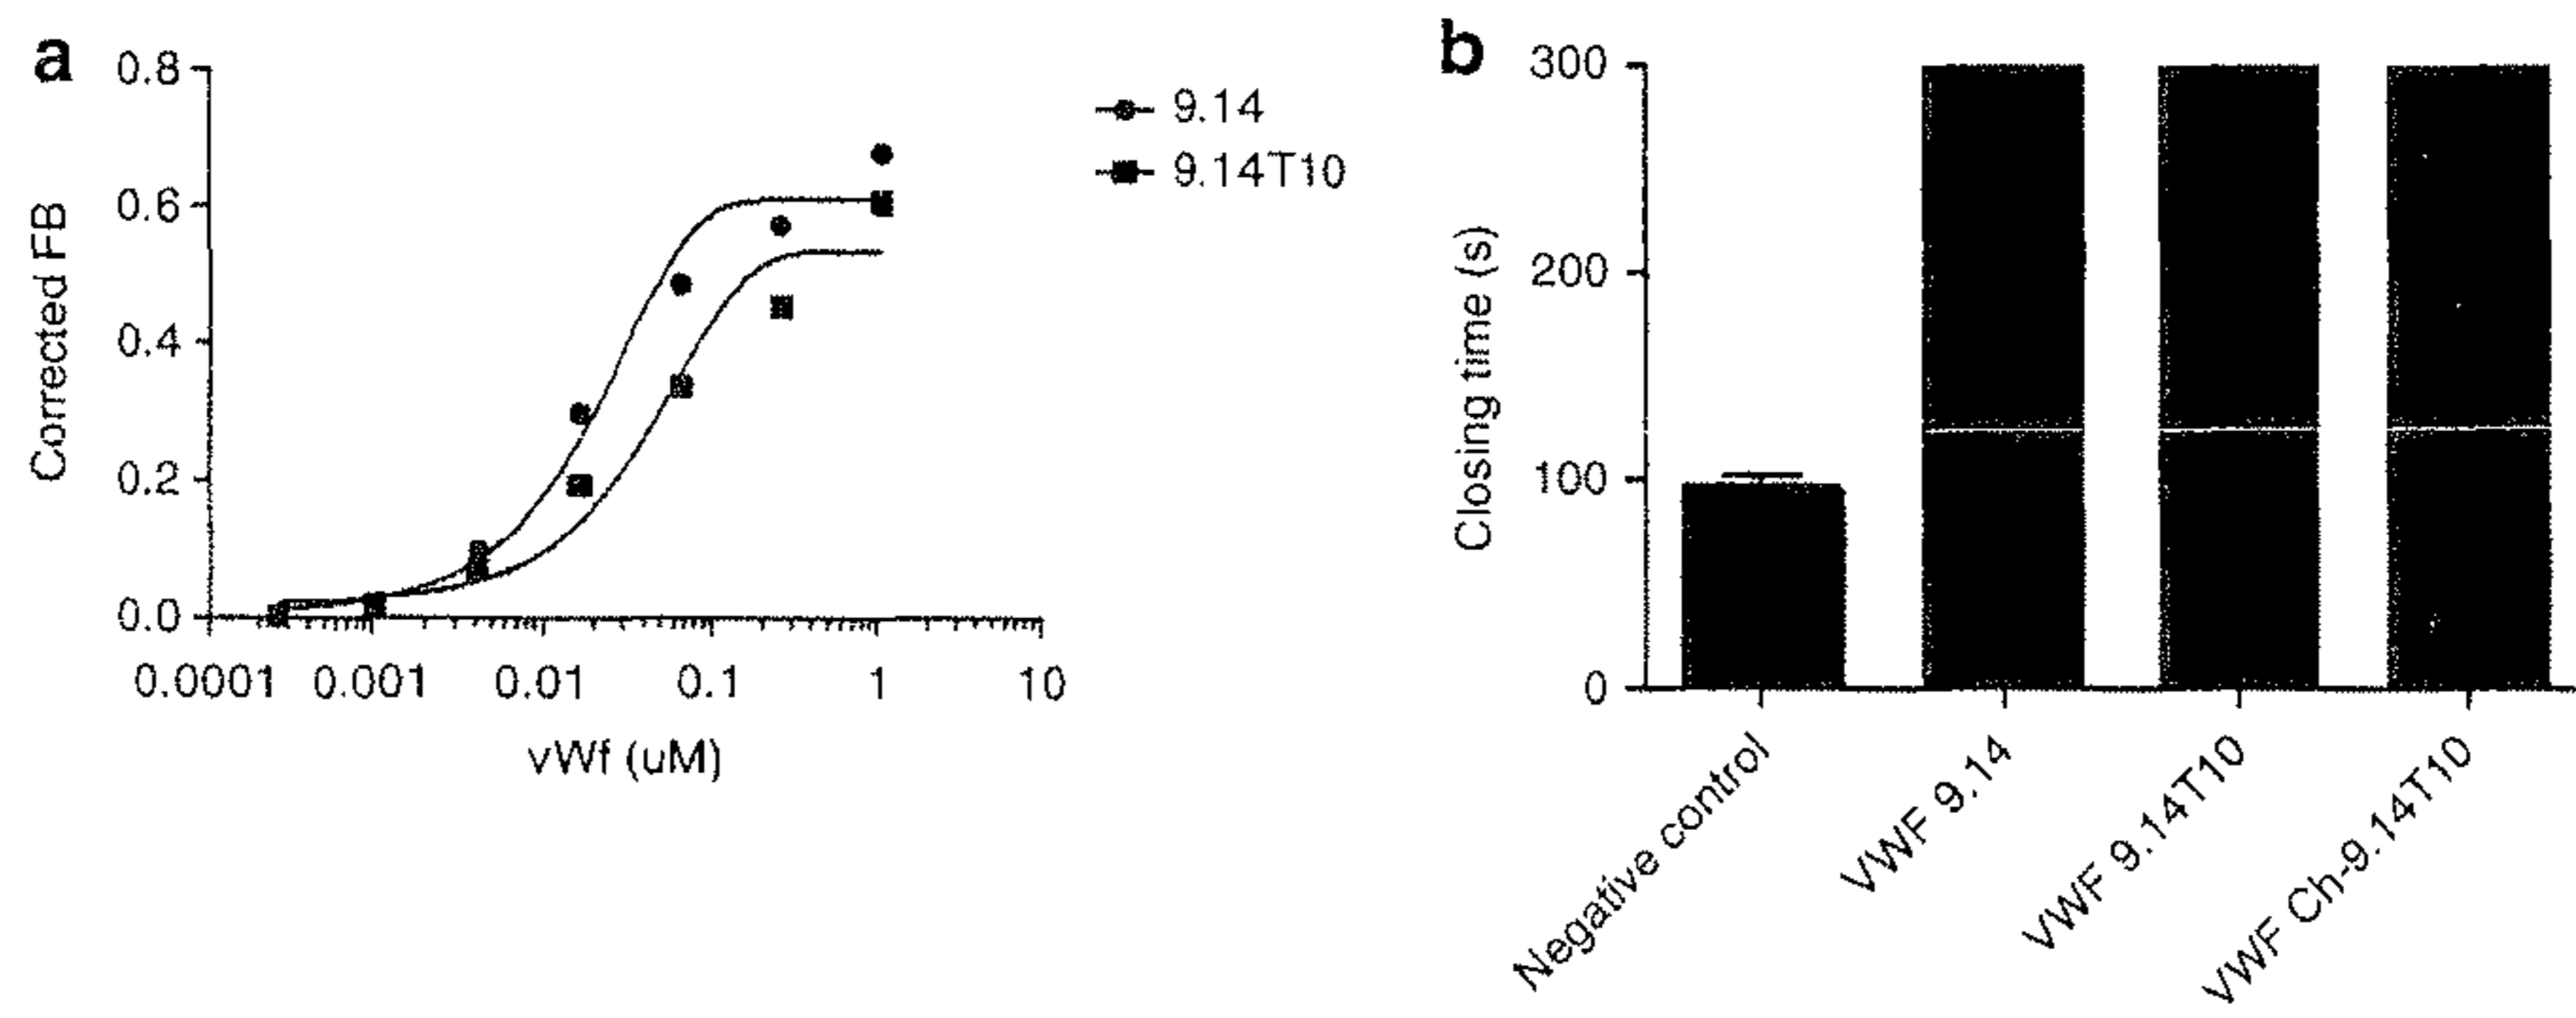 a
0.8
0.6
0.4
0.2
0.0
Corrected FB
0.0001 0.001 0.01 0.1 1 10
vWf (uM)
9.14
9.14T10
b
300
200
100
0
Closing time (s)
Negative control
VWF 9.14
VWF 9.14T10
VWF Ch-9.14T10